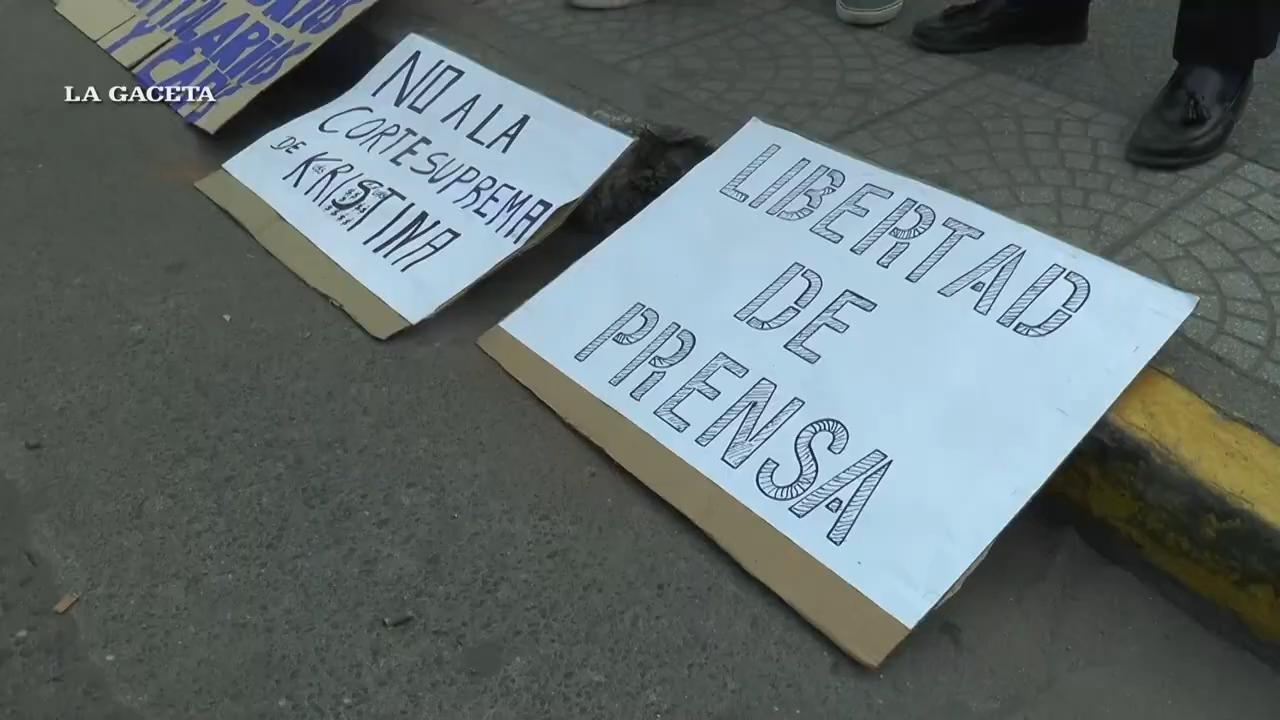 LA GACETA
Y
NO A LA
CORTE SUPREMA
DE KRISTINA
LIBERTAD
DE
PRENSA